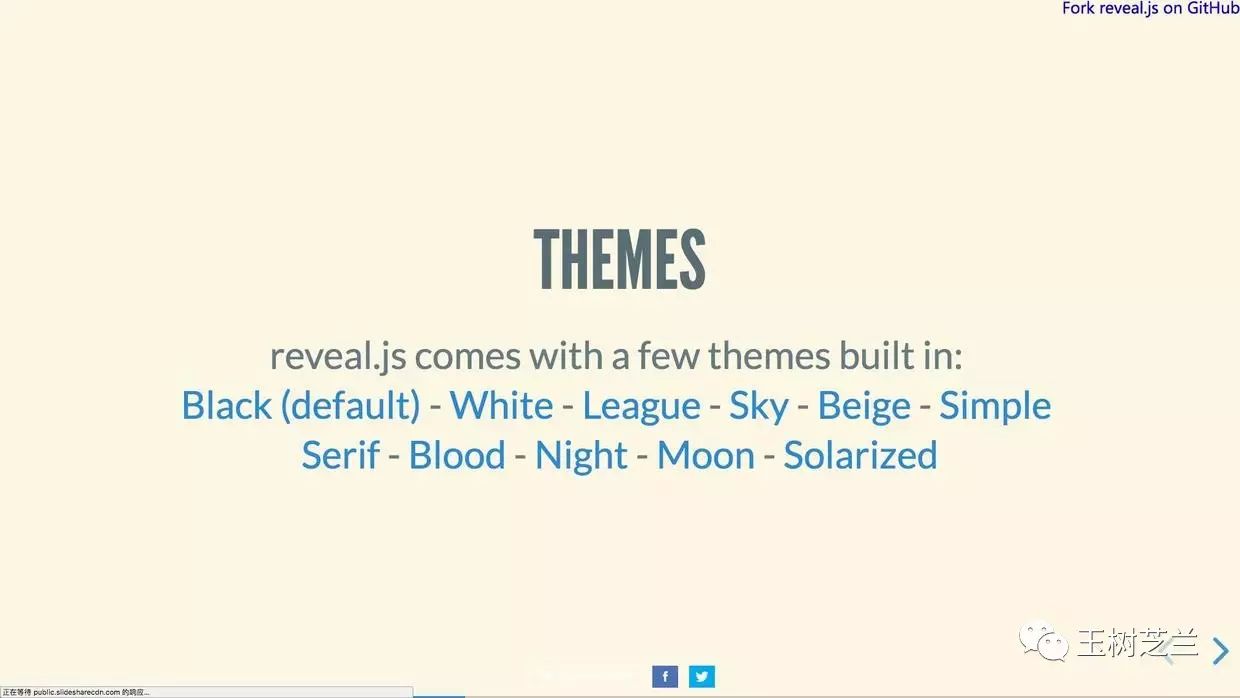 Fork reveal.js on GitHub
THEMES
reveal.js comes with a few themes built in:
Black (default) - White - League - Sky - Beige - Simple
Serif - Blood - Night - Moon - Solarized
玉树芝兰
f
正在等待 public.slidesharecdn.com 的响应...